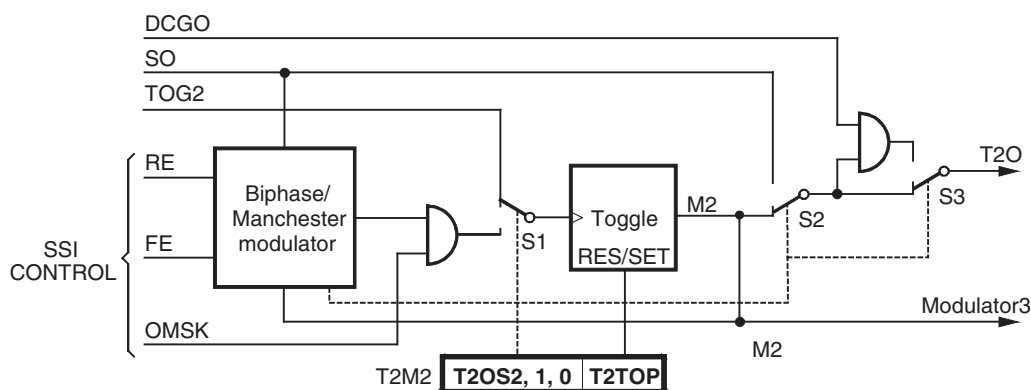 DCGO
SO
TOG2
RE
FE
OMSK
SSI
CONTROL
Biphase/
Manchester
modulator
S1
Toggle
RES/SET
M2
S2
S3
T2O
Modulator3
M2
T2M2 T2OS2, 1, 0 T2TOP